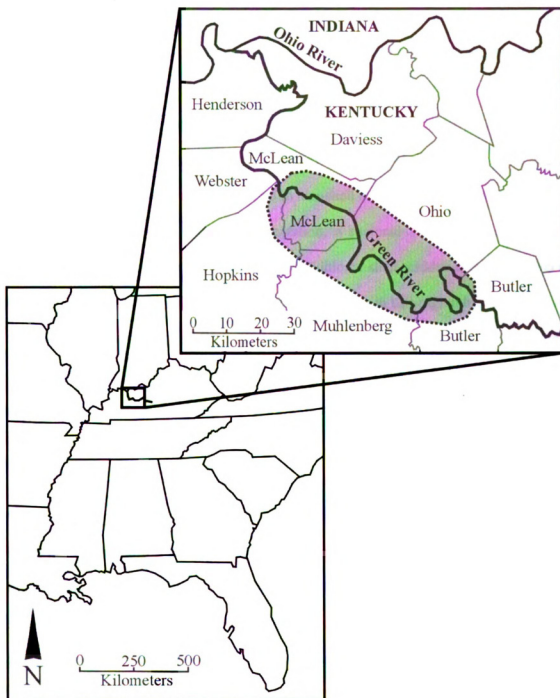 INDIANA
Ohio River
Henderson
KENTUCKY
Daviess
McLean
Webster
McLean
Ohio
Green River
Hopkins
Butler
0 10 20 30
Kilometers
Muhlenberg
Butler
N
0 250 500
Kilometers